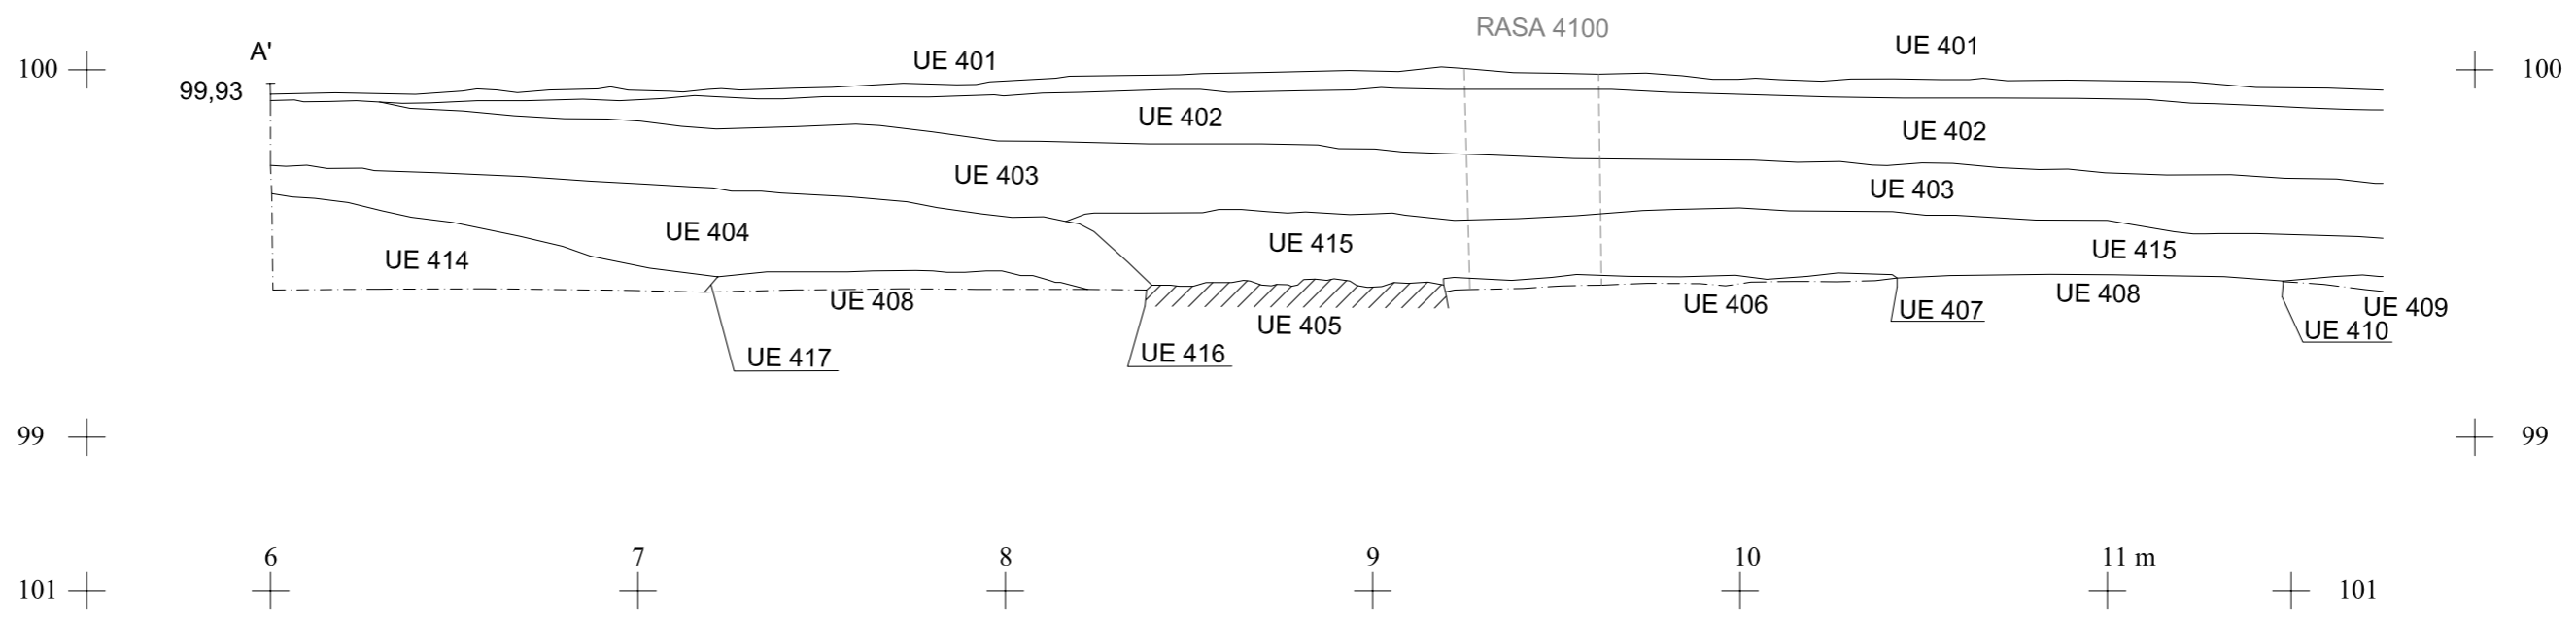 RASA 4100
UE 401
A'
UE 401
100
100
99,93
UE 402
UE 402
UE 403
UE 403
UE 404
UE 415
UE 415
UE 414
UE 408
UE 408
UE 406
UE 407
UE 409
UE 405
UE 410
UE 417
UE 416
99
99
6
7
8
9
10
11 m
101
101